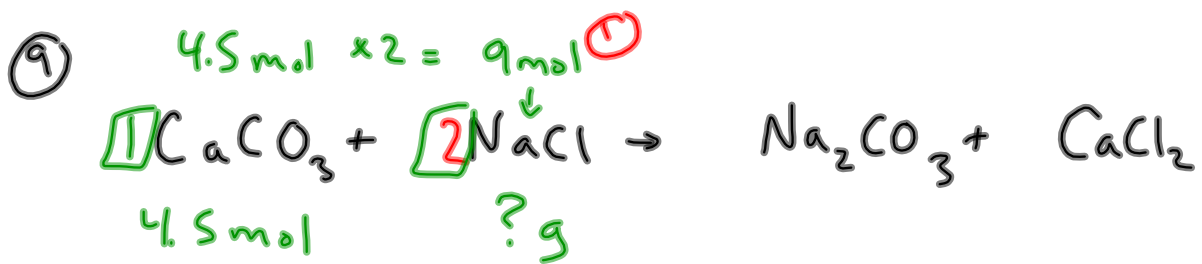 9 4.5 mol × 2 = 9 mol 1
1 CaCO₃ + 2 NaCl → Na₂CO₃ + CaCl₂
4.5 mol ? g